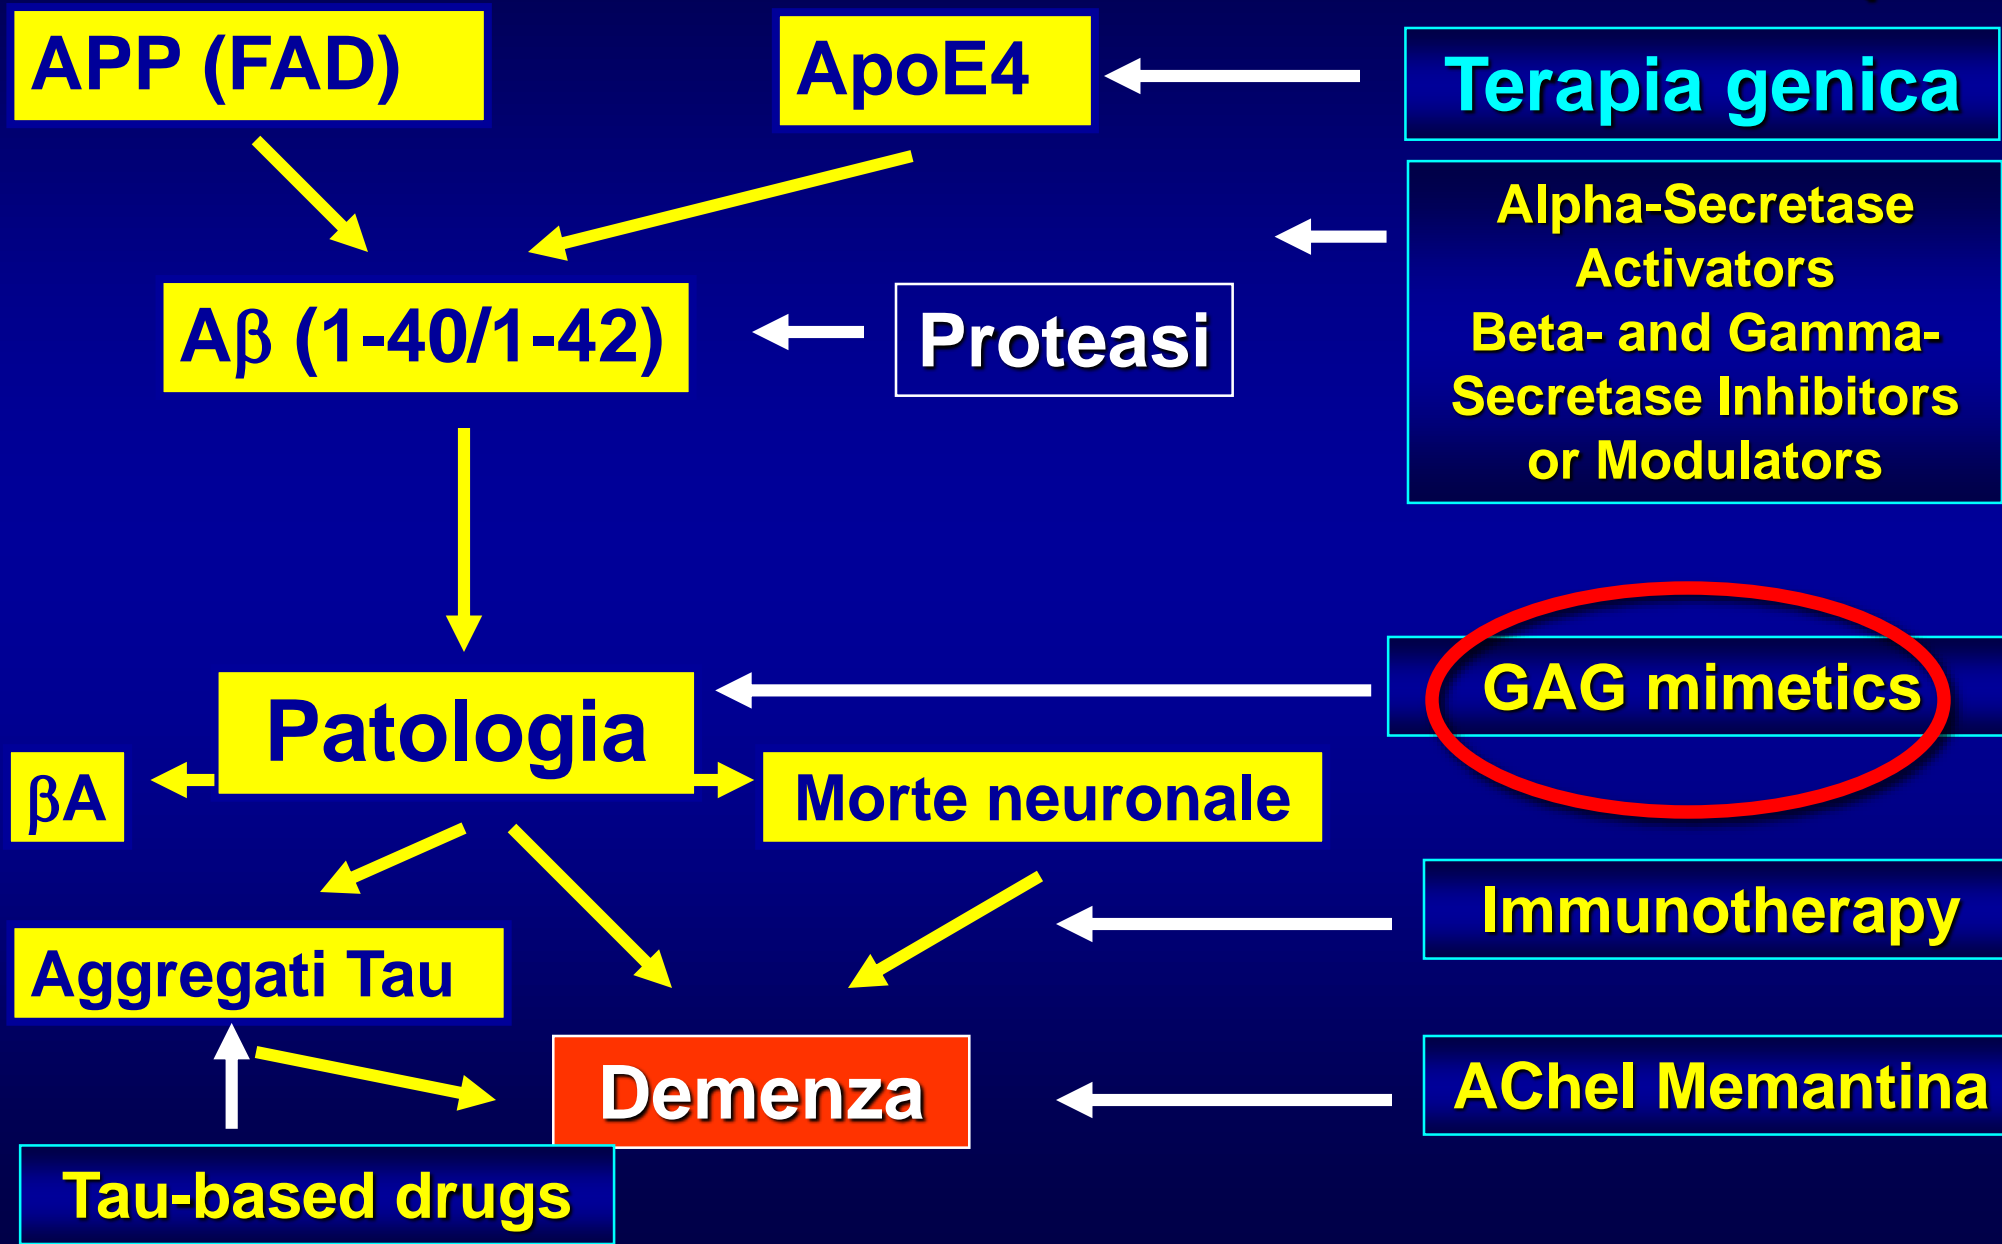 APP (FAD)
ApoE4
Terapia genica
Alpha-Secretase
Activators
Beta- and Gamma-
Secretase Inhibitors
or Modulators
Aβ (1-40/1-42)
Proteasi
GAG mimetics
Patologia
βA
Morte neuronale
Immunotherapy
Aggregati Tau
Demenza
ACheI Memantina
Tau-based drugs